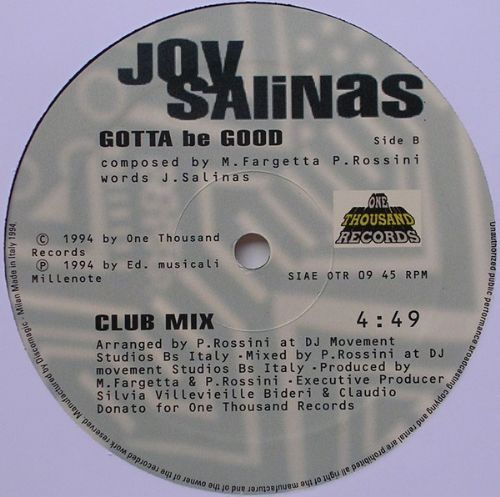 JOY
SALiNAS
GOTTA be GOOD
Side B
composed by M.Fargetta P.Rossini
words J.Salinas
ONE
THOUSAND
RECORDS
© 1994 by One Thousand
Records
℗ 1994 by Ed. musicali
Millenote
SIAE OTR 09 45 RPM
CLUB MIX
4:49
Arranged by P.Rossini at DJ Movement
Studios Bs Italy -Mixed by P.Rossini at DJ
movement Studios Bs Italy -Produced by
M.Fargetta & P.Rossini -Executive Producer
Silvia Villevieille Bideri & Claudio
Donato for One Thousand Records
Manufactured by Discomagic - Milan Made in Italy 1994
unauthorized public performance broadcasting copying and rental are prohibited all right of the manufacturer and of the owner of the recorded work reserved